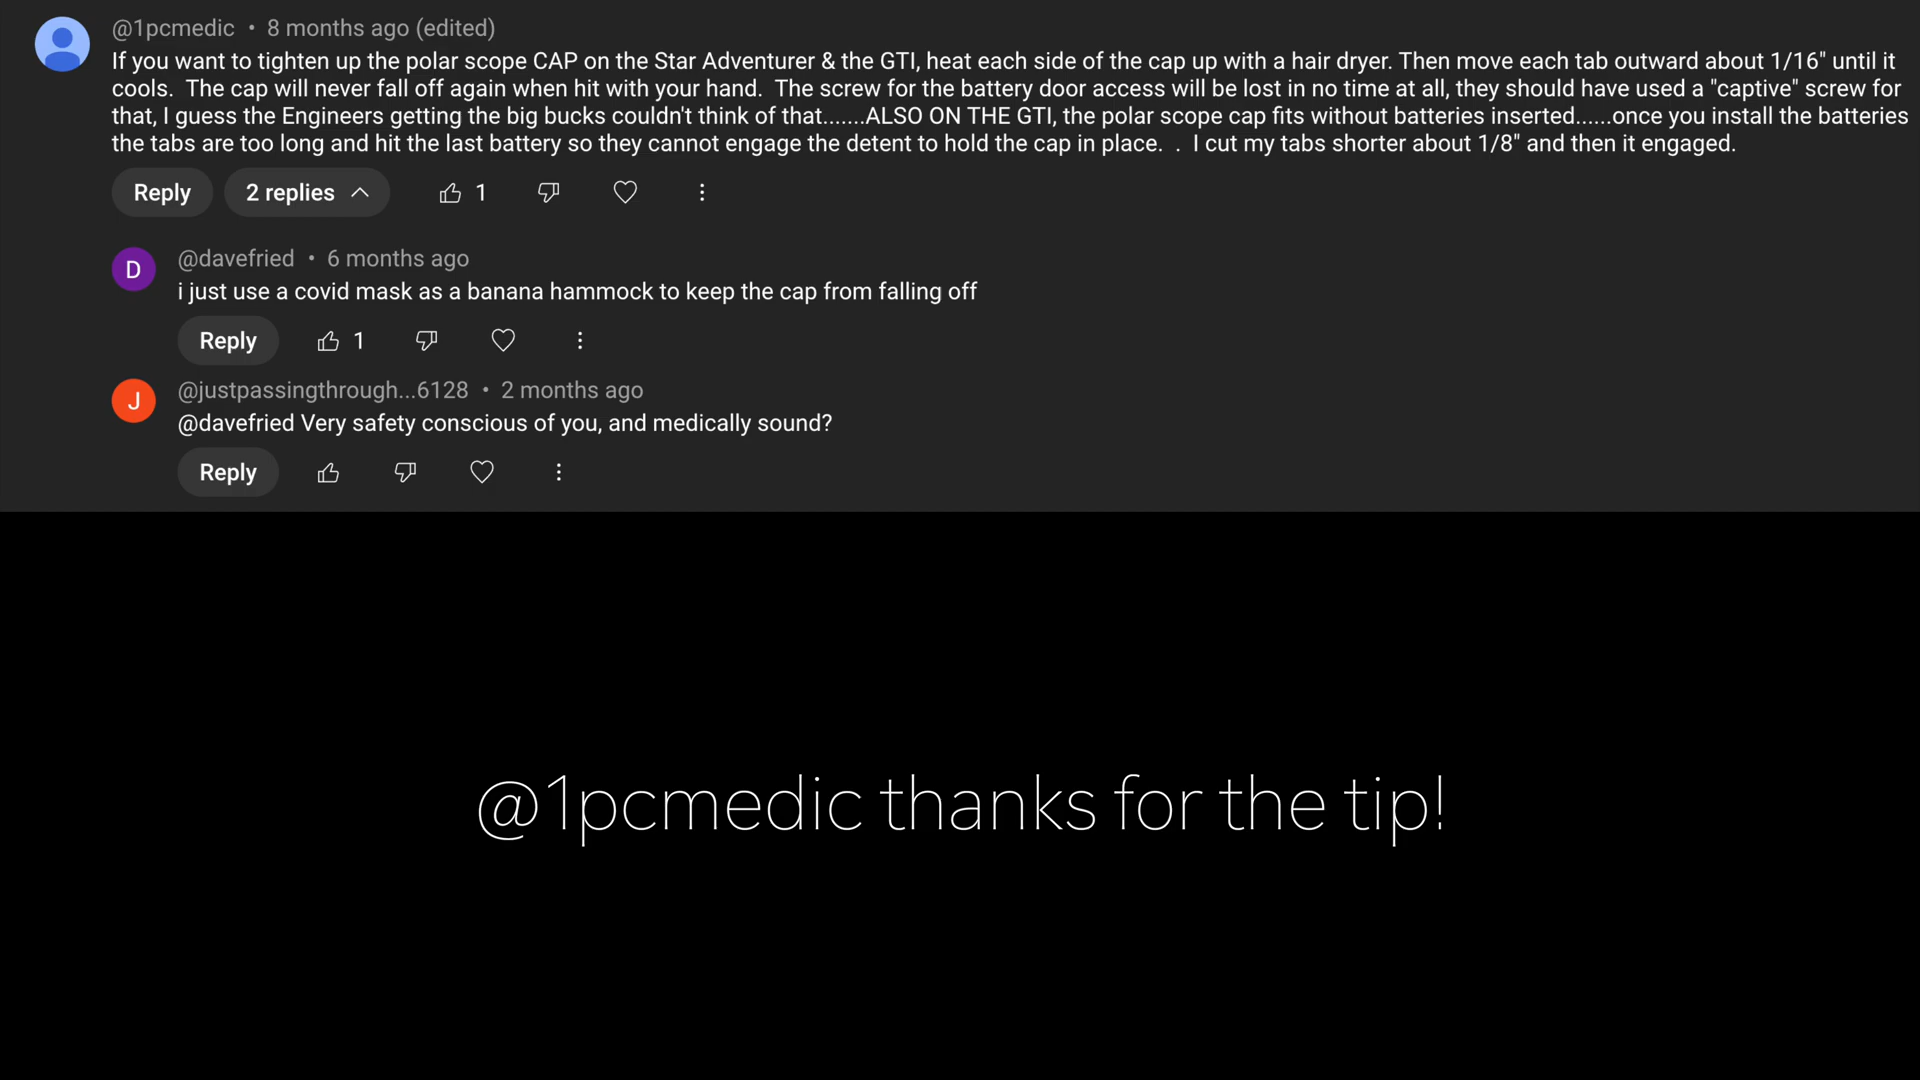 @1pcmedic • 8 months ago (edited)
If you want to tighten up the polar scope CAP on the Star Adventurer & the GTI, heat each side of the cap up with a hair dryer. Then move each tab outward about 1/16" until it
cools.  The cap will never fall off again when hit with your hand.  The screw for the battery door access will be lost in no time at all, they should have used a "captive" screw for
that, I guess the Engineers getting the big bucks couldn't think of that.......ALSO ON THE GTI, the polar scope cap fits without batteries inserted......once you install the batteries
the tabs are too long and hit the last battery so they cannot engage the detent to hold the cap in place.  .  I cut my tabs shorter about 1/8" and then it engaged.
Reply 2 replies 1
D
@davefried • 6 months ago
i just use a covid mask as a banana hammock to keep the cap from falling off
Reply 1
J
@justpassingthrough...6128 • 2 months ago
@davefried Very safety conscious of you, and medically sound?
Reply
@1pcmedic thanks for the tip!